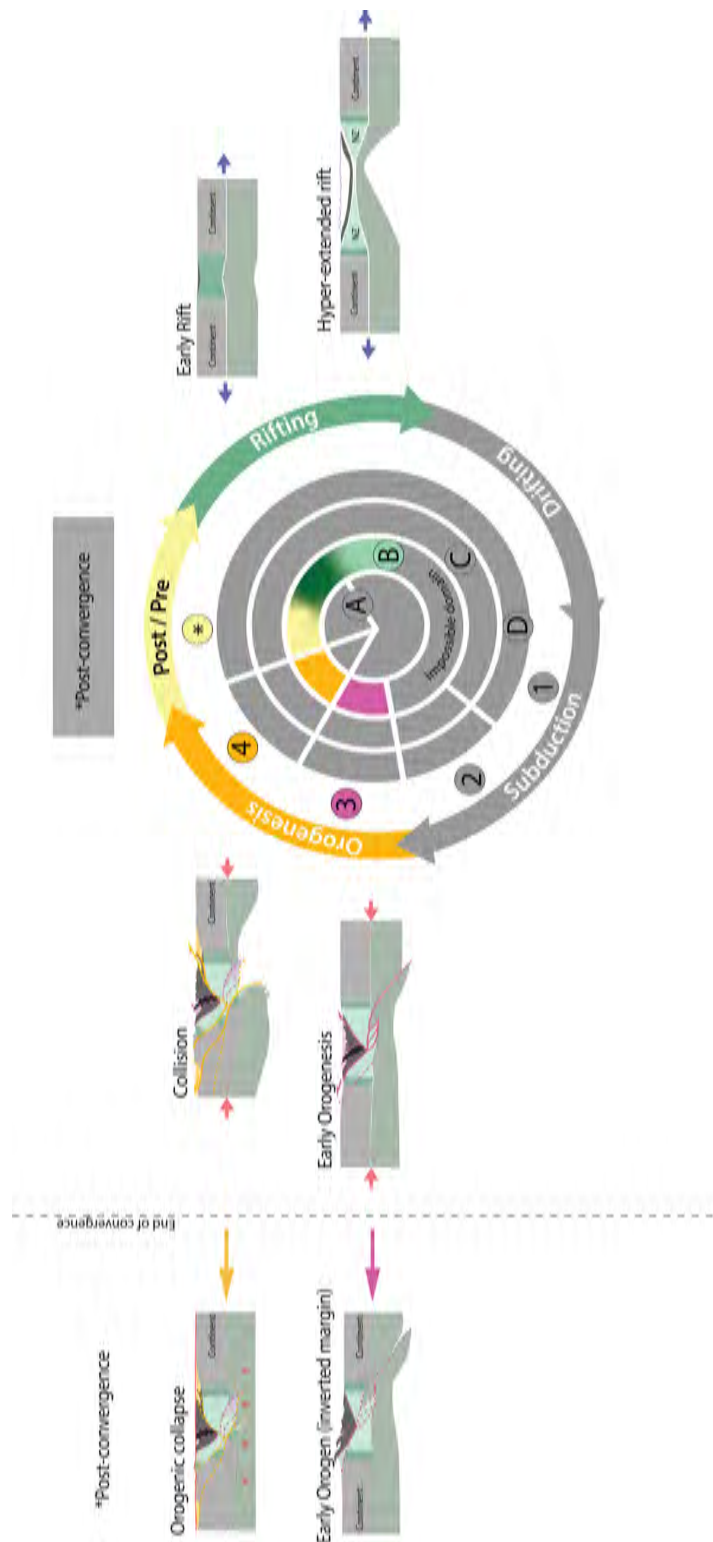 *Post-convergence
End of convergence
*Post-convergence
Orogenic collapse
Continent
Collision
Continent
Post / Pre
*
Early Rift
Continent
Continent
Orogenesis
4
3
Rifting
A
B
C
D
Impossible domain
Early Orogen (inverted margin)
Continent
Early Orogenesis
Hyper-extended rift
Continent
NZ
NZ
Continent
2
1
Subduction
Drifting